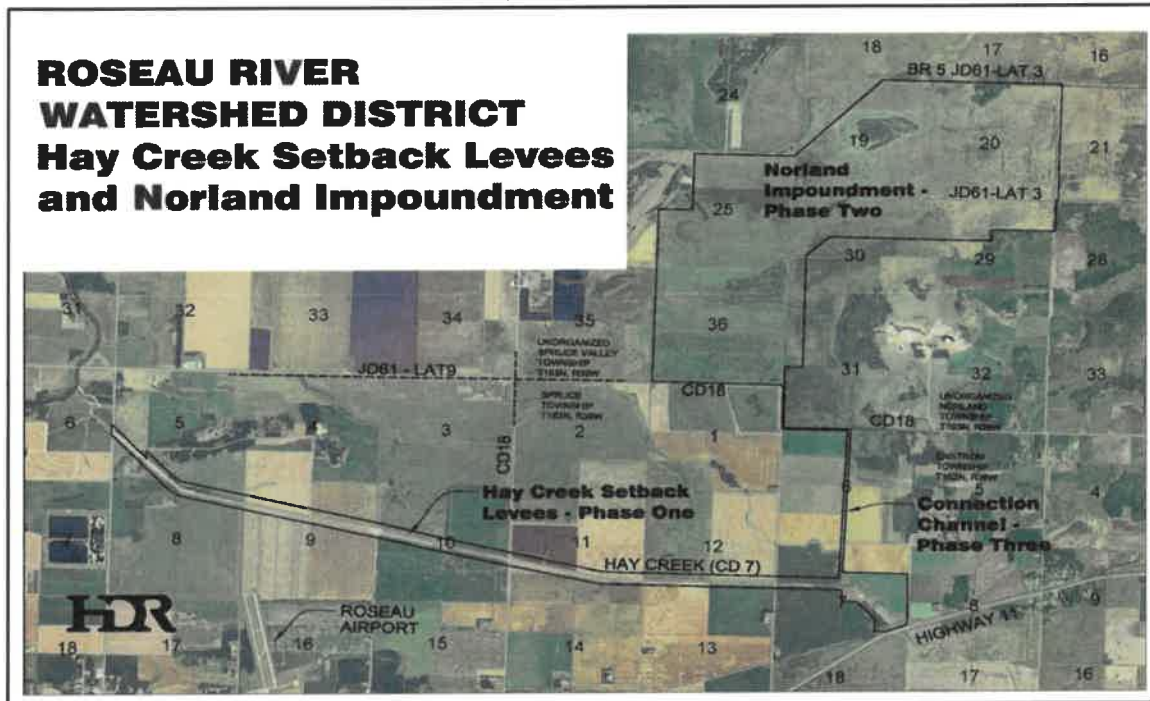 ROSEAU RIVER
WATERSHED DISTRICT
Hay Creek Setback Levees
and Norland Impoundment
18 17 16
BR 5 JD61-LAT 3
24
19 20 21
Norland
Impoundment -
Phase Two
JD61-LAT 3
25
30 29 28
31 32 33 34 35 36
UNORGANIZED
SPRUCE VALLEY
TOWNSHIP
JD61 - LAT9
31 32 33
CD18
UNORGANIZED
NORLAND
TOWNSHIP
CD18
SPRUCE
TOWNSHIP
6 5 4 3 2 1
CD18
TOWNSHIP
6 5 4
Hay Creek Setback
Levees - Phase One
Connection
Channel -
Phase Three
7 8 9 10 11 12
HAY CREEK (CD 7)
7 8 9
HDR
ROSEAU
AIRPORT
HIGHWAY 11
18 17 16 15 14 13
18 17 16